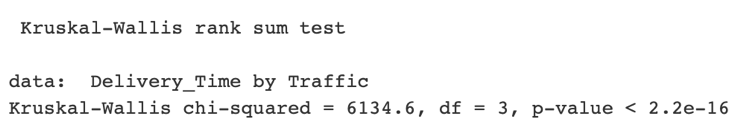 Kruskal-Wallis rank sum test
data:  Delivery_Time by Traffic
Kruskal-Wallis chi-squared = 6134.6, df = 3, p-value < 2.2e-16